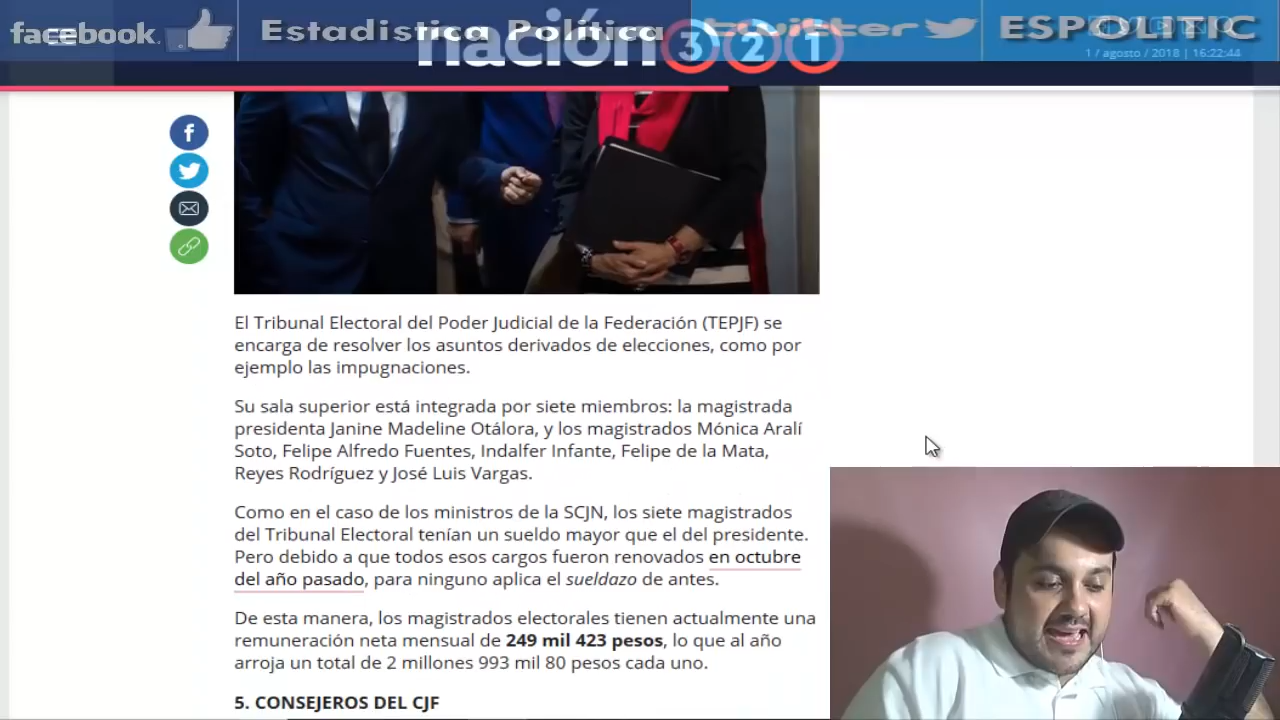 facebook. Estadistica Política twitter ESPOLITIC
nación321
1 / agosto / 2018 | 16:22:44
El Tribunal Electoral del Poder Judicial de la Federación (TEPJF) se
encarga de resolver los asuntos derivados de elecciones, como por
ejemplo las impugnaciones.
Su sala superior está integrada por siete miembros: la magistrada
presidenta Janine Madeline Otálora, y los magistrados Mónica Aralí
Soto, Felipe Alfredo Fuentes, Indalfer Infante, Felipe de la Mata,
Reyes Rodríguez y José Luis Vargas.
Como en el caso de los ministros de la SCJN, los siete magistrados
del Tribunal Electoral tenían un sueldo mayor que el del presidente.
Pero debido a que todos esos cargos fueron renovados en octubre
del año pasado, para ninguno aplica el sueldazo de antes.
De esta manera, los magistrados electorales tienen actualmente una
remuneración neta mensual de 249 mil 423 pesos, lo que al año
arroja un total de 2 millones 993 mil 80 pesos cada uno.
5. CONSEJEROS DEL CJF